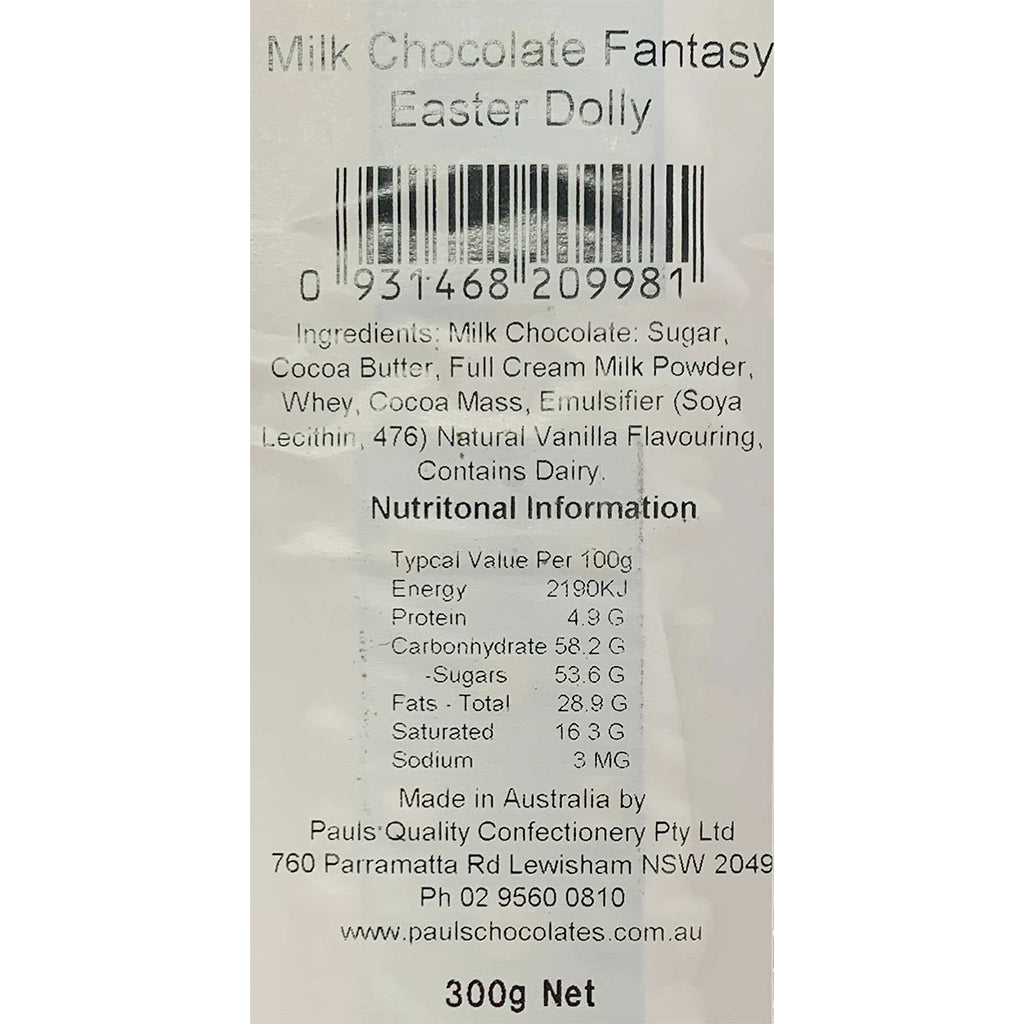 Milk Chocolate Fantasy
Easter Dolly
0 931468 209981
Ingredients: Milk Chocolate: Sugar,
Cocoa Butter, Full Cream Milk Powder,
Whey, Cocoa Mass, Emulsifier (Soya
Lecithin, 476) Natural Vanilla Flavouring,
Contains Dairy.
Nutritonal Information
Typcal Value Per 100g
Energy 2190KJ
Protein 4.9 G
Carbonhydrate 58.2 G
-Sugars 53.6 G
Fats - Total 28.9 G
Saturated 16 3 G
Sodium 3 MG
Made in Australia by
Pauls Quality Confectionery Pty Ltd
760 Parramatta Rd Lewisham NSW 2049
Ph 02 9560 0810
www.paulschocolates.com.au
300g Net